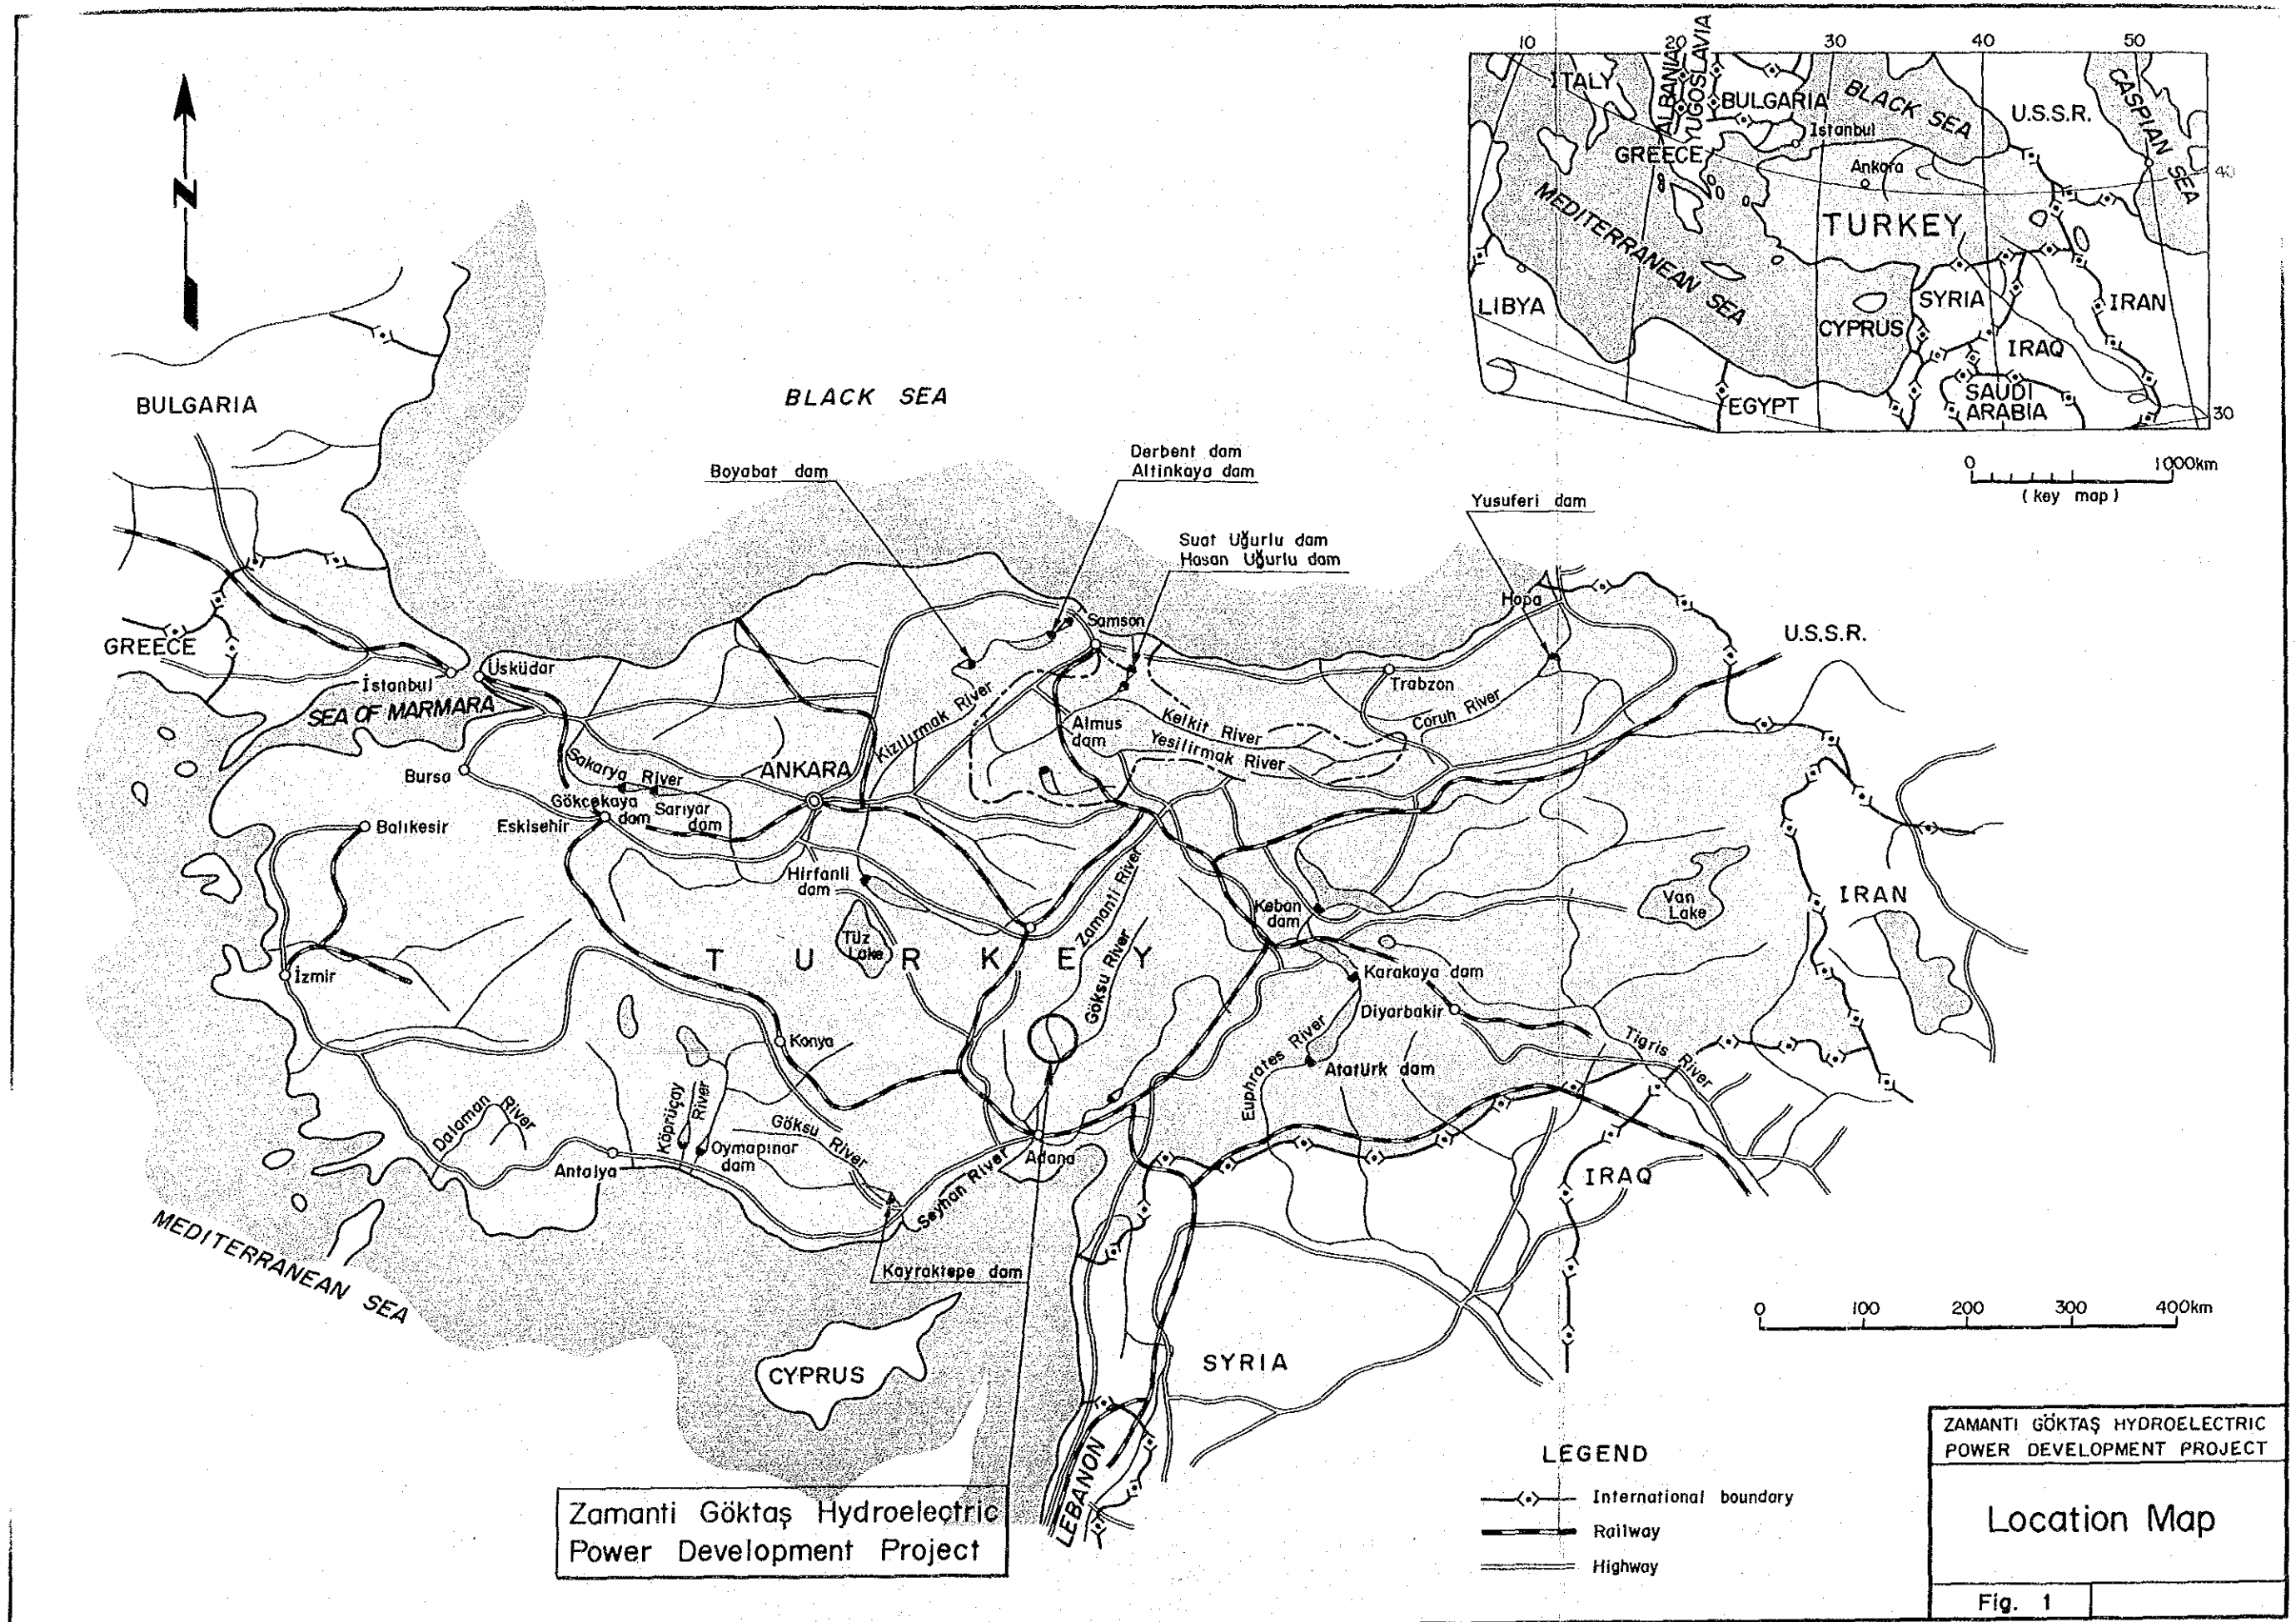 10
20
30
40
50
ITALY
ALBANIAN
YUGOSLAVIA
BULGARIA
BLACK SEA
U.S.S.R.
CASPIAN SEA
Istanbul
GREECE
Ankara
40
MEDITERRANEAN SEA
TURKEY
LIBYA
CYPRUS
SYRIA
IRAN
IRAQ
EGYPT
SAUDI
ARABIA
30
0
1000km
(key map)
N
BULGARIA
BLACK SEA
Derbent dam
Altinkaya dam
Boyabat dam
Yusuferi dam
Suat Uğurlu dam
Hasan Uğurlu dam
Hopa
Samson
GREECE
U.S.S.R.
Üsküdar
İstanbul
SEA OF MARMARA
Trabzon
Kızılırmak River
Coruh River
Almus
dam
Kelkit River
Yesilirmak River
Bursa
Sakarya River
ANKARA
Gökçekaya
dam
Sarıyar
dam
Eskisehir
Balıkesir
Hirfanli
dam
Zamanti River
Keban
dam
Van
Lake
IRAN
Tüz
Lake
TURKEY
Göksu River
İzmir
Karakaya dam
Diyarbakir
Konya
Euphrates River
Tigris River
Atatürk dam
Dalaman River
Köprüçay
River
Oymapınar
dam
Göksu River
Antalya
Seyhan River
Adana
IRAQ
MEDITERRANEAN SEA
Kayraktepe dam
0
100
200
300
400km
CYPRUS
SYRIA
LEBANON
Zamanti Göktaş Hydroelectric
Power Development Project
LEGEND
International boundary
Railway
Highway
ZAMANTI GÖKTAŞ HYDROELECTRIC
POWER DEVELOPMENT PROJECT
Location Map
Fig. 1